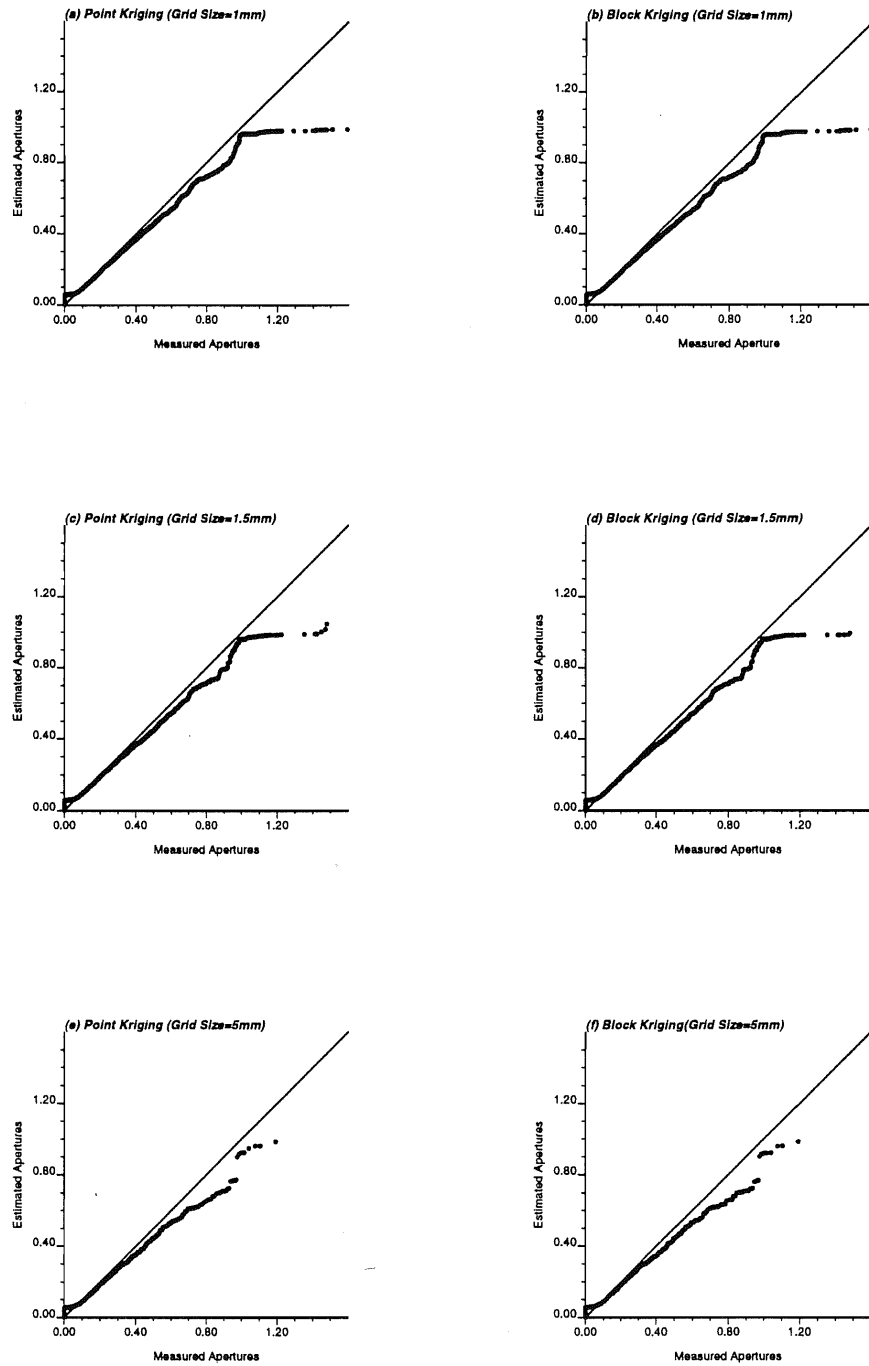 (a) Point Kriging (Grid Size=1mm)
Estimated Apertures
1.20
0.80
0.40
0.00
0.00 0.40 0.80 1.20
Measured Apertures
(b) Block Kriging (Grid Size=1mm)
Estimated Apertures
1.20
0.80
0.40
0.00
0.00 0.40 0.80 1.20
Measured Aperture
(c) Point Kriging (Grid Size=1.5mm)
Estimated Apertures
1.20
0.80
0.40
0.00
0.00 0.40 0.80 1.20
Measured Apertures
(d) Block Kriging (Grid Size=1.5mm)
Estimated Apertures
1.20
0.80
0.40
0.00
0.00 0.40 0.80 1.20
Measured Apertures
(e) Point Kriging (Grid Size=5mm)
Estimated Apertures
1.20
0.80
0.40
0.00
0.00 0.40 0.80 1.20
Measured Apertures
(f) Block Kriging(Grid Size=5mm)
Estimated Apertures
1.20
0.80
0.40
0.00
0.00 0.40 0.80 1.20
Measured Apertures